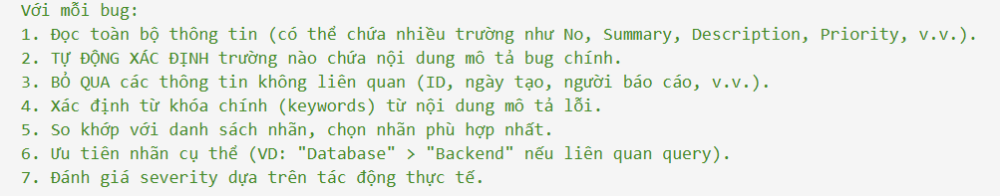 Với mỗi bug:
1. Đọc toàn bộ thông tin (có thể chứa nhiều trường như No, Summary, Description, Priority, v.v.).
2. TỰ ĐỘNG XÁC ĐỊNH trường nào chứa nội dung mô tả bug chính.
3. BỎ QUA các thông tin không liên quan (ID, ngày tạo, người báo cáo, v.v.).
4. Xác định từ khóa chính (keywords) từ nội dung mô tả lỗi.
5. So khớp với danh sách nhãn, chọn nhãn phù hợp nhất.
6. Ưu tiên nhãn cụ thể (VD: "Database" > "Backend" nếu liên quan query).
7. Đánh giá severity dựa trên tác động thực tế.